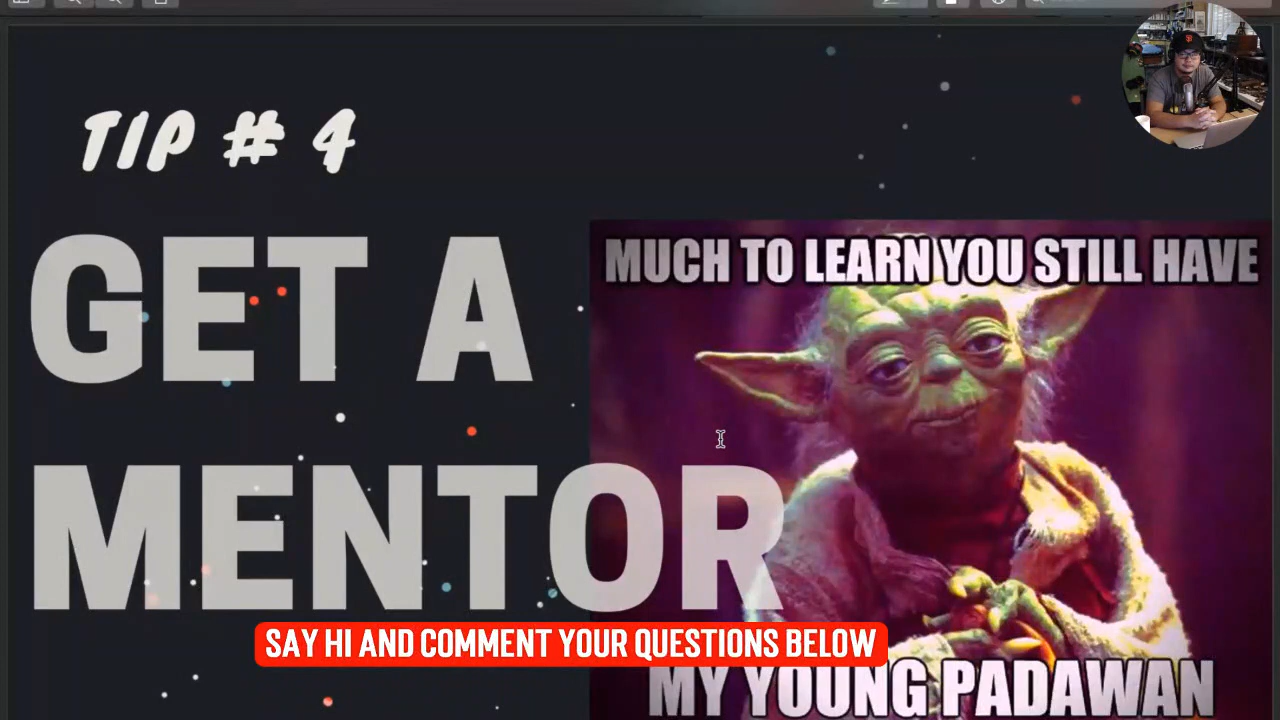 TIP # 4
GET A
MENTOR
MUCH TO LEARN YOU STILL HAVE
MY YOUNG PADAWAN
SAY HI AND COMMENT YOUR QUESTIONS BELOW